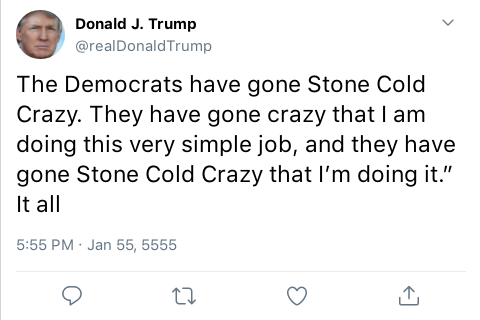 Donald J. Trump
@realDonaldTrump
The Democrats have gone Stone Cold
Crazy. They have gone crazy that I am
doing this very simple job, and they have
gone Stone Cold Crazy that I’m doing it.”
It all
5:55 PM · Jan 55, 5555